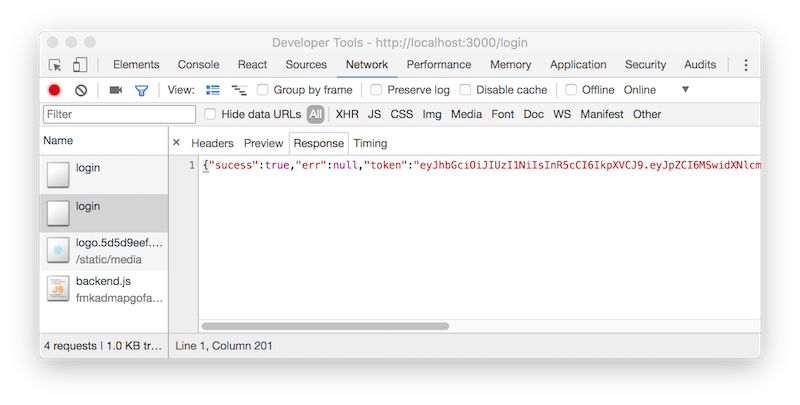 Developer Tools - http://localhost:3000/login
Elements Console React Sources Network Performance Memory Application Security Audits
View: Group by frame Preserve log Disable cache Offline Online
Filter Hide data URLs All XHR JS CSS Img Media Font Doc WS Manifest Other
Name
× Headers Preview Response Timing
login
1 {"sucess":true,"err":null,"token":"eyJhbGciOiJIUzI1NiIsInR5cCI6IkpXVCJ9.eyJpZCI6MSwidXNlcm
login
logo.5d5d9eef....
/static/media
JS
backend.js
fmkadmapgofa...
4 requests | 1.0 KB tr... Line 1, Column 201